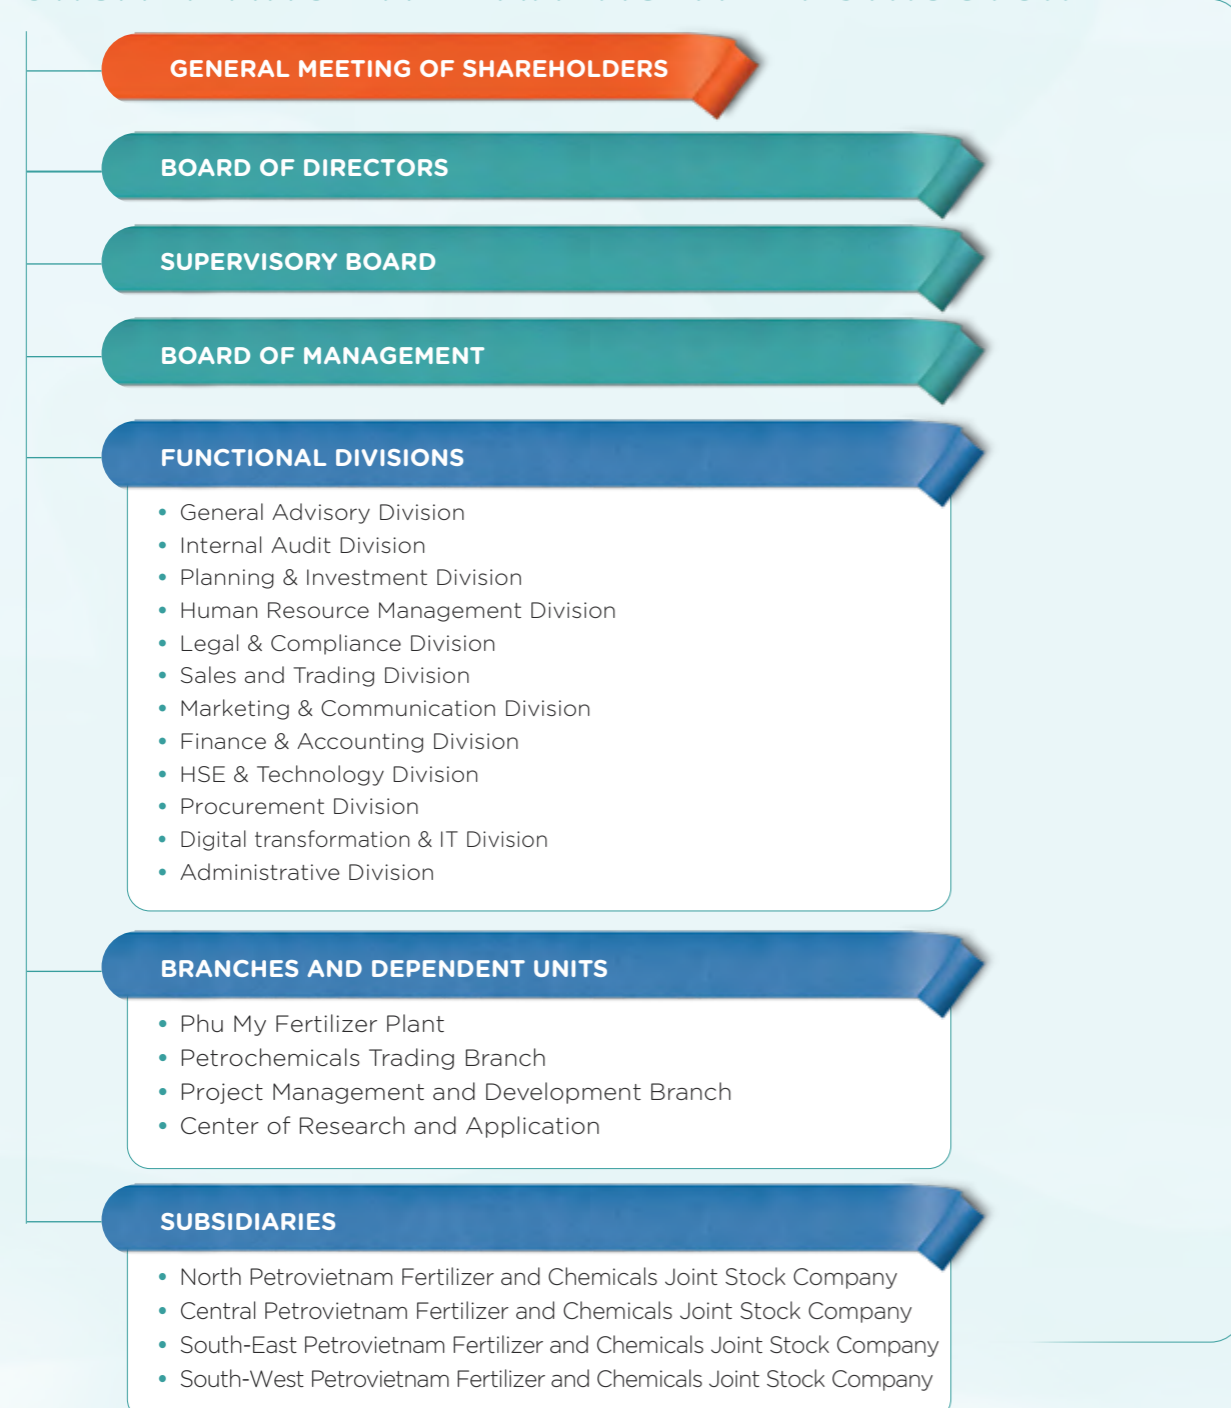 GENERAL MEETING OF SHAREHOLDERS
BOARD OF DIRECTORS
SUPERVISORY BOARD
BOARD OF MANAGEMENT
FUNCTIONAL DIVISIONS
• General Advisory Division
• Internal Audit Division
• Planning & Investment Division
• Human Resource Management Division
• Legal & Compliance Division
• Sales and Trading Division
• Marketing & Communication Division
• Finance & Accounting Division
• HSE & Technology Division
• Procurement Division
• Digital transformation & IT Division
• Administrative Division
BRANCHES AND DEPENDENT UNITS
• Phu My Fertilizer Plant
• Petrochemicals Trading Branch
• Project Management and Development Branch
• Center of Research and Application
SUBSIDIARIES
• North Petrovietnam Fertilizer and Chemicals Joint Stock Company
• Central Petrovietnam Fertilizer and Chemicals Joint Stock Company
• South-East Petrovietnam Fertilizer and Chemicals Joint Stock Company
• South-West Petrovietnam Fertilizer and Chemicals Joint Stock Company